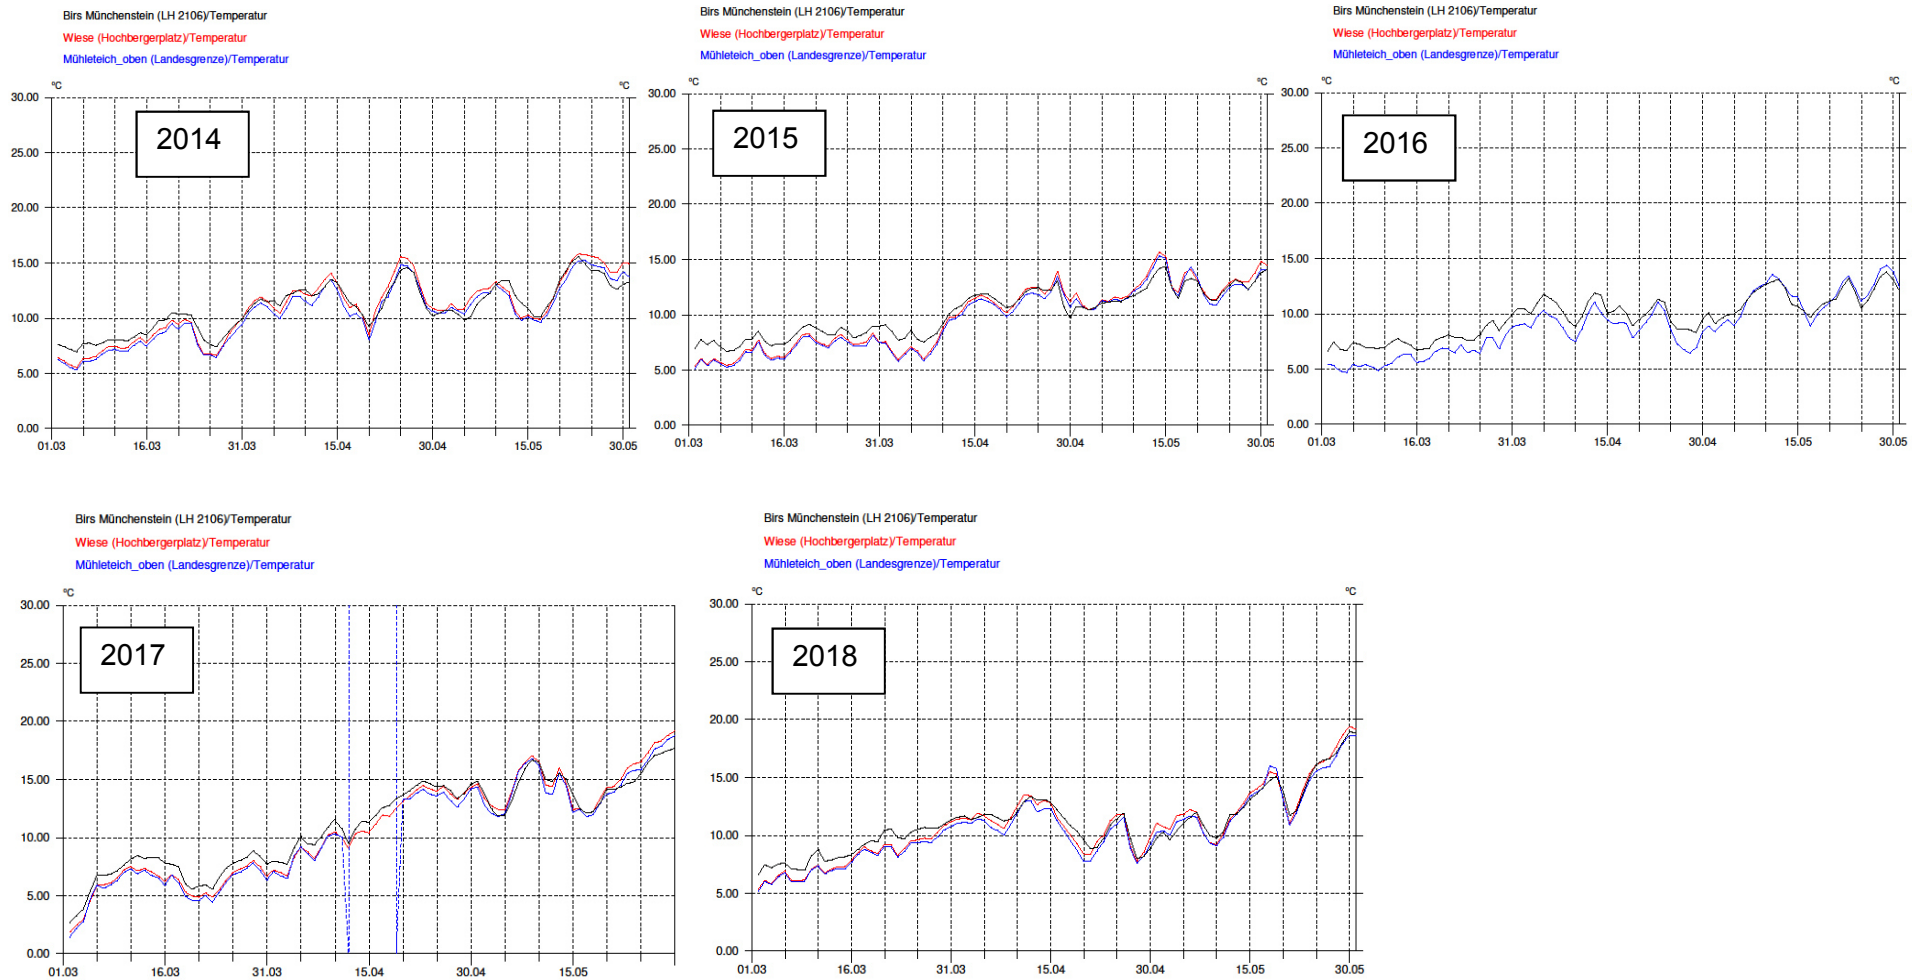 Birs Münchenstein (LH 2106)/Temperatur
Wiese (Hochbergerplatz)/Temperatur
Mühleteich_oben (Landesgrenze)/Temperatur
°C °C
30.00
2014
25.00
20.00
15.00
10.00
5.00
0.00
01.03 16.03 31.03 15.04 30.04 15.05 30.05
Birs Münchenstein (LH 2106)/Temperatur
Wiese (Hochbergerplatz)/Temperatur
Mühleteich_oben (Landesgrenze)/Temperatur
°C °C
30.00
2015
25.00
20.00
15.00
10.00
5.00
0.00
01.03 16.03 31.03 15.04 30.04 15.05 30.05
Birs Münchenstein (LH 2106)/Temperatur
Wiese (Hochbergerplatz)/Temperatur
Mühleteich_oben (Landesgrenze)/Temperatur
°C °C
30.00
2016
25.00
20.00
15.00
10.00
5.00
0.00
01.03 16.03 31.03 15.04 30.04 15.05 30.05
Birs Münchenstein (LH 2106)/Temperatur
Wiese (Hochbergerplatz)/Temperatur
Mühleteich_oben (Landesgrenze)/Temperatur
°C
30.00
2017
25.00
20.00
15.00
10.00
5.00
0.00
01.03 16.03 31.03 15.04 30.04 15.05
Birs Münchenstein (LH 2106)/Temperatur
Wiese (Hochbergerplatz)/Temperatur
Mühleteich_oben (Landesgrenze)/Temperatur
°C °C
30.00
2018
25.00
20.00
15.00
10.00
5.00
0.00
01.03 16.03 31.03 15.04 30.04 15.05 30.05